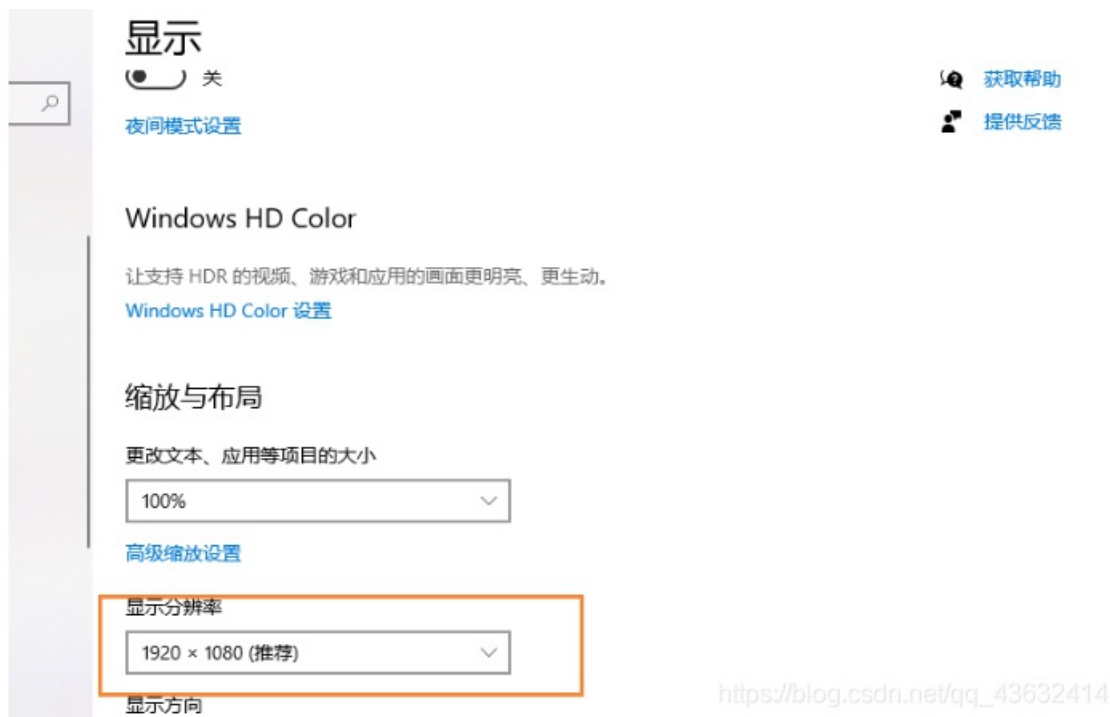 显示
关
获取帮助
夜间模式设置
提供反馈
Windows HD Color
让支持 HDR 的视频、游戏和应用的画面更明亮、更生动。
Windows HD Color 设置
缩放与布局
更改文本、应用等项目的大小
100%
高级缩放设置
显示分辨率
1920 × 1080 (推荐)
显示方向
https://blog.csdn.net/qq_43632414